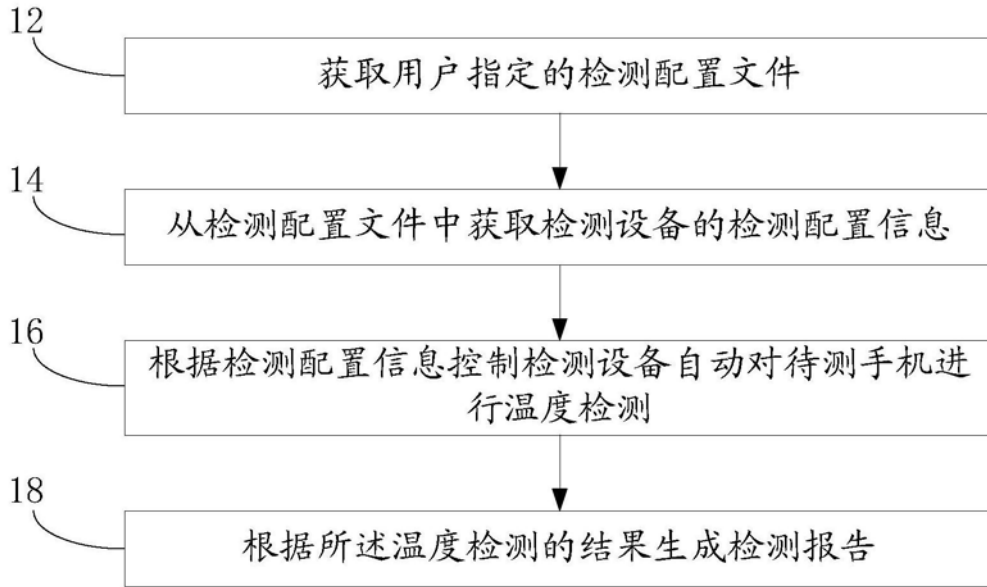 12
获取用户指定的检测配置文件
14
从检测配置文件中获取检测设备的检测配置信息
16
根据检测配置信息控制检测设备自动对待测手机进
行温度检测
18
根据所述温度检测的结果生成检测报告